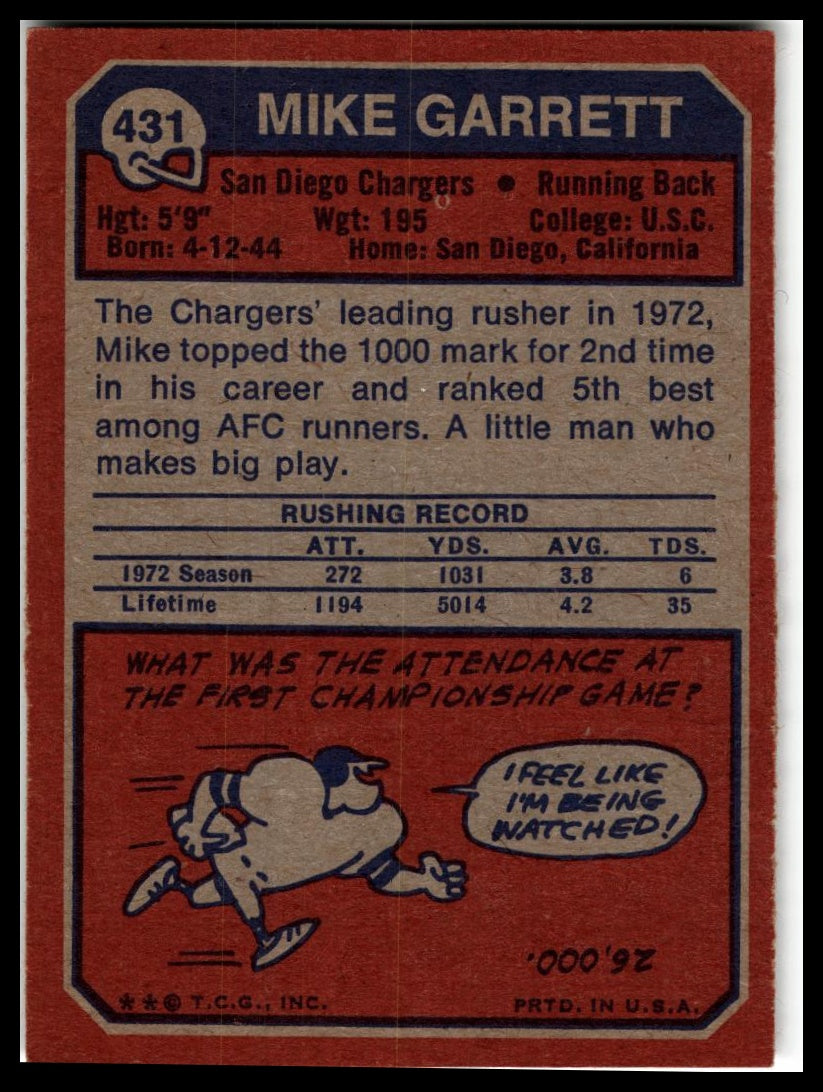 431
MIKE GARRETT
San Diego Chargers • Running Back
Hgt: 5'9" Wgt: 195 College: U.S.C.
Born: 4-12-44 Home: San Diego, California
The Chargers' leading rusher in 1972,
Mike topped the 1000 mark for 2nd time
in his career and ranked 5th best
among AFC runners. A little man who
makes big play.
RUSHING RECORD
ATT. YDS. AVG. TDS.
1972 Season 272 1031 3.8 6
Lifetime 1194 5014 4.2 35
WHAT WAS THE ATTENDANCE AT
THE FIRST CHAMPIONSHIP GAME?
I FEEL LIKE
I'M BEING
WATCHED!
26,000.
**© T.C.G., INC. PRTD. IN U.S.A.